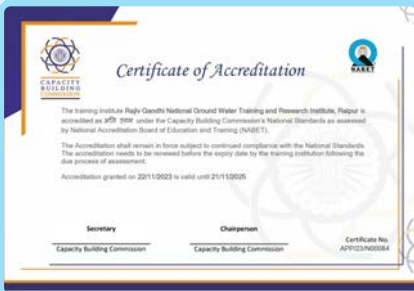 CAPACITY
BUILDING
COMMISSION
Certificate of Accreditation
NABET
The training institute Rajiv Gandhi National Ground Water Training and Research Institute, Raipur is
accredited as अति उत्तम under the Capacity Building Commission's National Standards as assessed
by National Accreditation Board of Education and Training (NABET).
The Accreditation shall remain in force subject to continued compliance with the National Standards.
The accreditation needs to be renewed before the expiry date by the training institution following the
due process of assessment.
Accreditation granted on 22/11/2023 is valid until 21/11/2025
Secretary
Capacity Building Commission
Chairperson
Capacity Building Commission
Certificate No.
APP/23/N00084